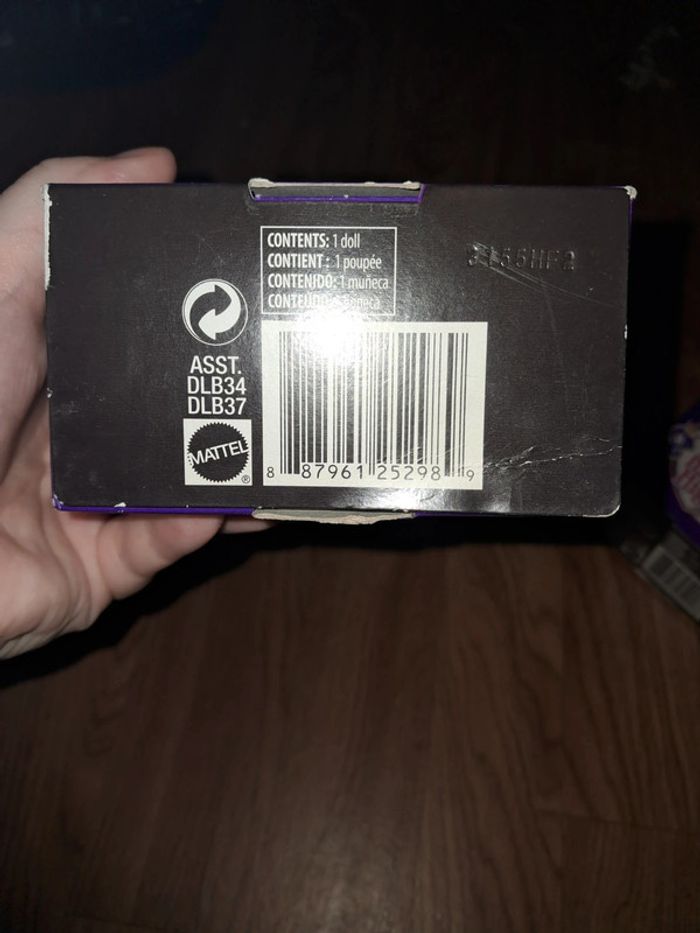 CONTENTS: 1 doll
CONTIENT : 1 poupée
CONTENIDO: 1 muñeca
ASST.
DLB34
DLB37
MATTEL
®
8 87961 25298 9